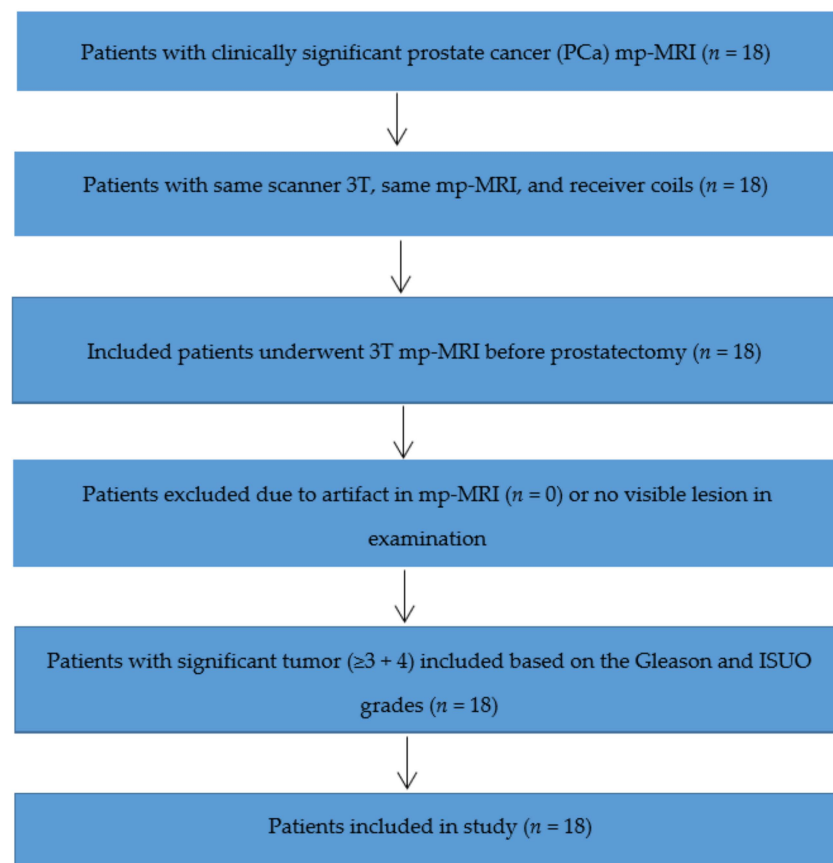 Patients with clinically significant prostate cancer (PCa) mp-MRI (n = 18)
Patients with same scanner 3T, same mp-MRI, and receiver coils (n = 18)
Included patients underwent 3T mp-MRI before prostatectomy (n = 18)
Patients excluded due to artifact in mp-MRI (n = 0) or no visible lesion in
examination
Patients with significant tumor (≥3 + 4) included based on the Gleason and ISUO
grades (n = 18)
Patients included in study (n = 18)